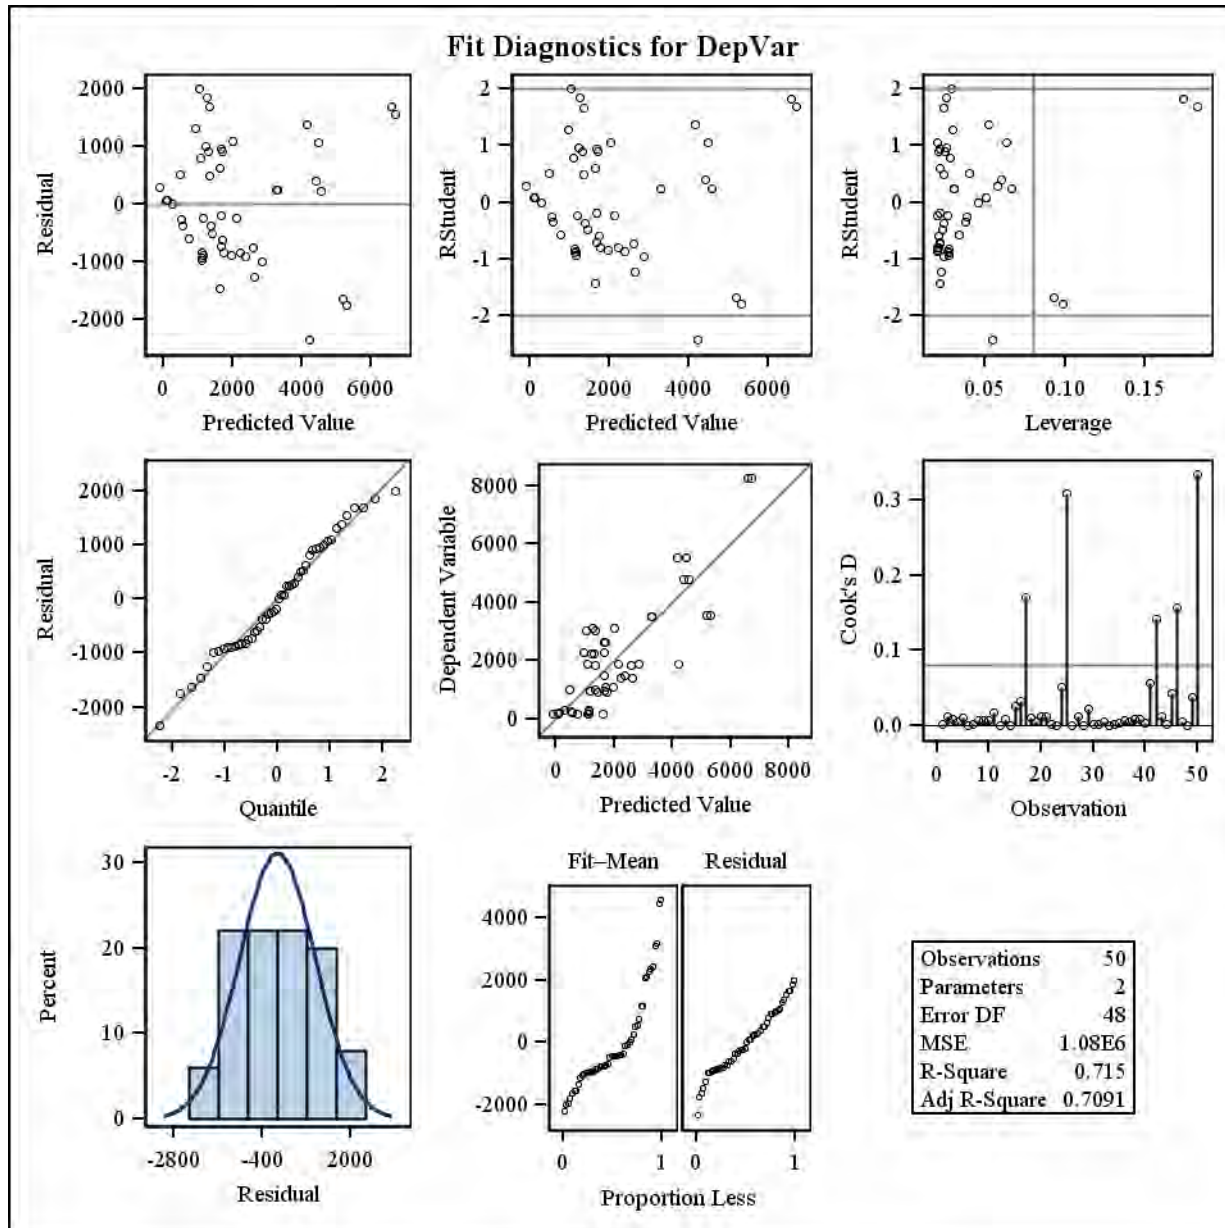 Fit Diagnostics for DepVar
2000
1000
0
-1000
-2000
Residual
0 2000 4000 6000
Predicted Value
2
1
0
-1
-2
RStudent
0 2000 4000 6000
Predicted Value
2
1
0
-1
-2
RStudent
0.05 0.10 0.15
Leverage
2000
1000
0
-1000
-2000
Residual
-2 -1 0 1 2
Quantile
8000
6000
4000
2000
0
Dependent Variable
0 2000 4000 6000 8000
Predicted Value
0.3
0.2
0.1
0.0
Cook's D
0 10 20 30 40 50
Observation
30
20
10
0
Percent
-2800 -400 2000
Residual
Fit–Mean Residual
4000
2000
0
-2000
0 1 0 1
Proportion Less
Observations 50
Parameters 2
Error DF 48
MSE 1.08E6
R-Square 0.715
Adj R-Square 0.7091